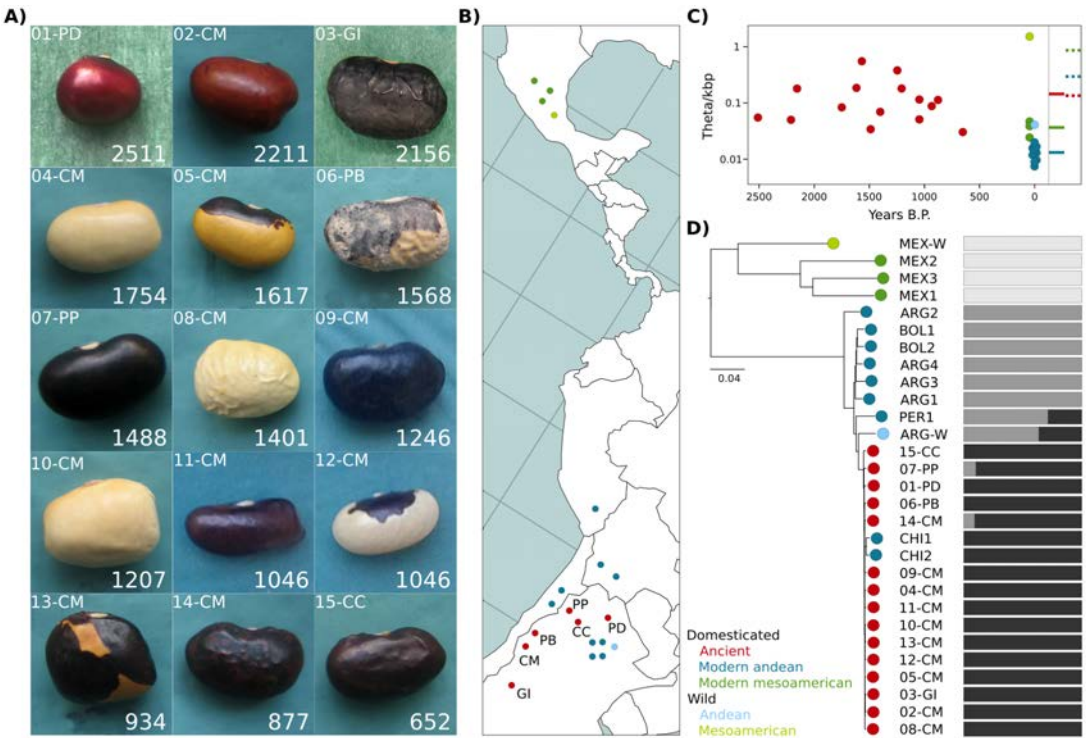 A)
01-PD
02-CM
03-GI
2511
2211
2156
04-CM
05-CM
06-PB
1754
1617
1568
07-PP
08-CM
09-CM
1488
1401
1246
10-CM
11-CM
12-CM
1207
1046
1046
13-CM
14-CM
15-CC
934
877
652
B)
PP
CC
PD
PB
CM
GI
C)
Theta/kbp
1
0.1
0.01
2500
2000
1500
1000
500
0
Years B.P.
D)
0.04
MEX-W
MEX2
MEX3
MEX1
ARG2
BOL1
BOL2
ARG4
ARG3
ARG1
PER1
ARG-W
15-CC
07-PP
01-PD
06-PB
14-CM
CHI1
CHI2
09-CM
04-CM
11-CM
10-CM
13-CM
12-CM
05-CM
03-GI
02-CM
08-CM
Domesticated
Ancient
Modern andean
Modern mesoamerican
Wild
Andean
Mesoamerican